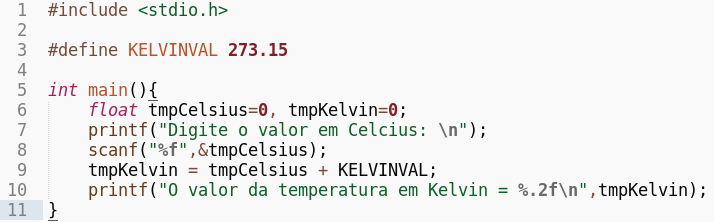 1 #include <stdio.h>
2
3 #define KELVINVAL 273.15
4
5 int main(){
6 float tmpCelsius=0, tmpKelvin=0;
7 printf("Digite o valor em Celcius: \n");
8 scanf("%f",&tmpCelsius);
9 tmpKelvin = tmpCelsius + KELVINVAL;
10 printf("O valor da temperatura em Kelvin = %.2f\n",tmpKelvin);
11 }